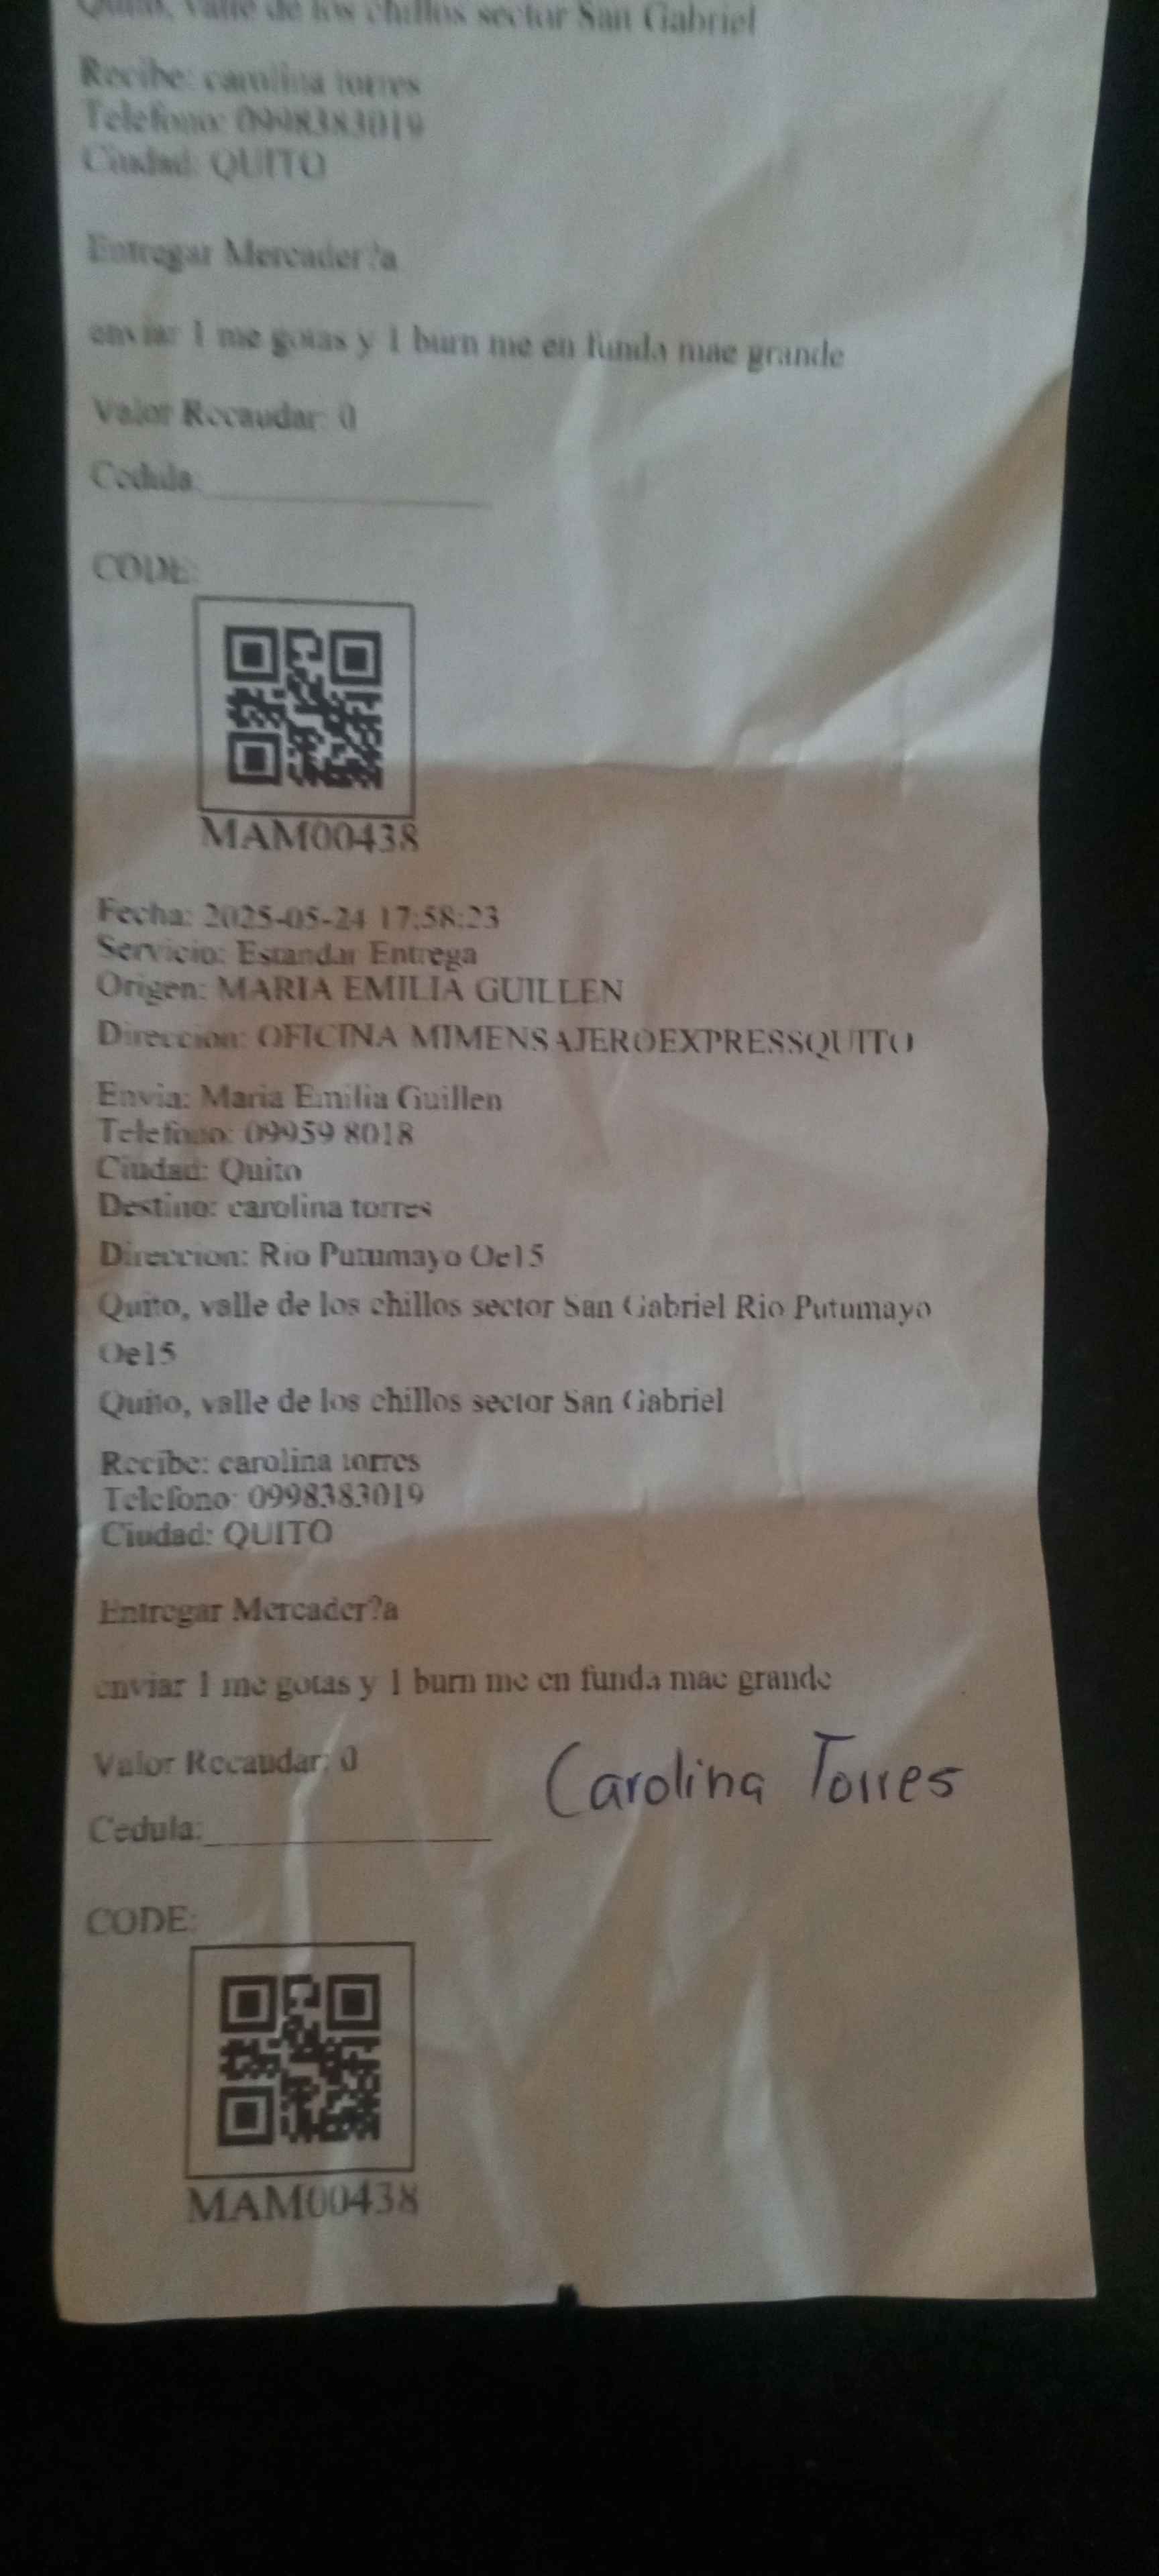 Quito, valle de los chillos sector San Gabriel
Recibe: carolina torres
Telefono: 0998383019
Ciudad: QUITO
Entregar Mercader?a
enviar 1 me gotas y 1 burn me en funda mae grande
Valor Recaudar: 0
Cedula:
CODE:
MAM00438
Fecha: 2025-05-24 17:58:23
Servicio: Estandar Entrega
Origen: MARIA EMILIA GUILLEN
Direccion: OFICINA MIMENSAJEROEXPRESSQUITO
Envia: Maria Emilia Guillen
Telefono: 09959 8018
Ciudad: Quito
Destino: carolina torres
Direccion: Rio Putumayo Oe15
Quito, valle de los chillos sector San Gabriel Rio Putumayo
Oe15
Quito, valle de los chillos sector San Gabriel
Recibe: carolina torres
Telefono: 0998383019
Ciudad: QUITO
Entregar Mercader?a
enviar 1 me gotas y 1 burn me en funda mae grande
Valor Recaudar: 0
Carolina Torres
Cedula:
CODE:
MAM00438